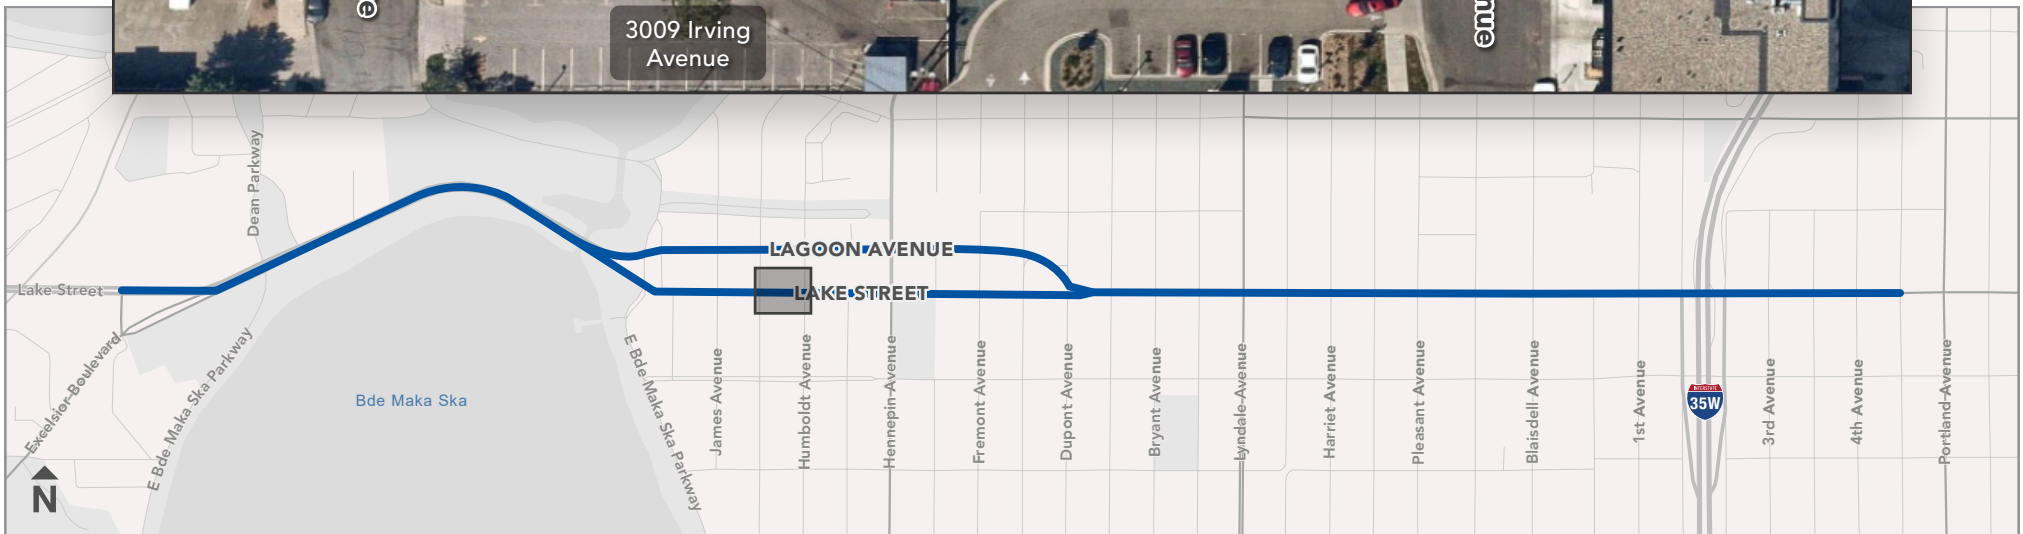 3009 Irving
Avenue
Dean Parkway
LAGOON AVENUE
Lake Street
LAKE STREET
Excelsior Boulevard
E Bde Maka Ska Parkway
Bde Maka Ska
E Bde Maka Ska Parkway
James Avenue
Humboldt Avenue
Hennepin Avenue
Fremont Avenue
Dupont Avenue
Bryant Avenue
Lyndale Avenue
Harriet Avenue
Pleasant Avenue
Blaisdell Avenue
1st Avenue
INTERSTATE
35W
3rd Avenue
4th Avenue
Portland Avenue
N